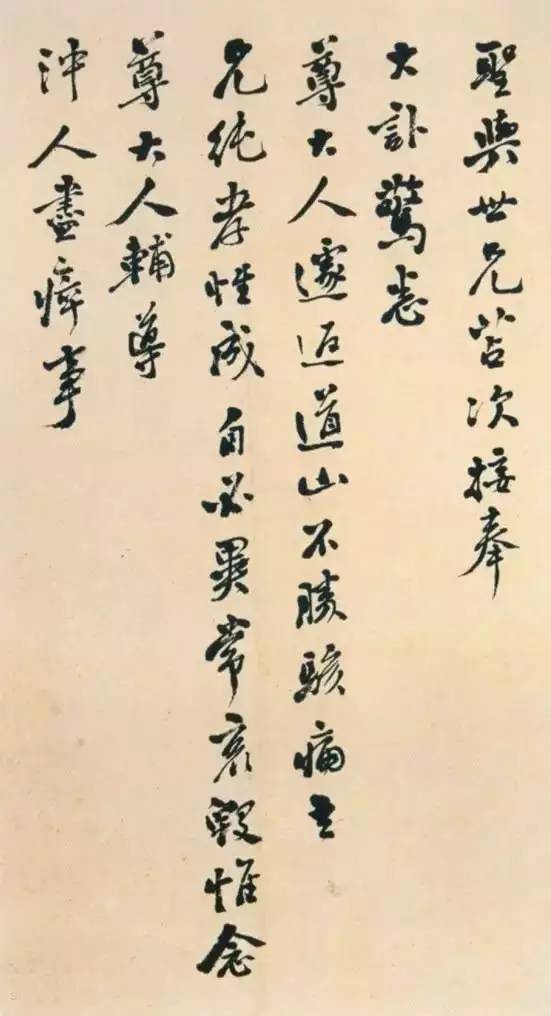 聖與世兄苫次接奉
大訃驚悉
尊大人遽返道山不勝駭痛吾
兄純孝性成自必異常哀毀惟念
尊大人輔導
沖人盡瘁事